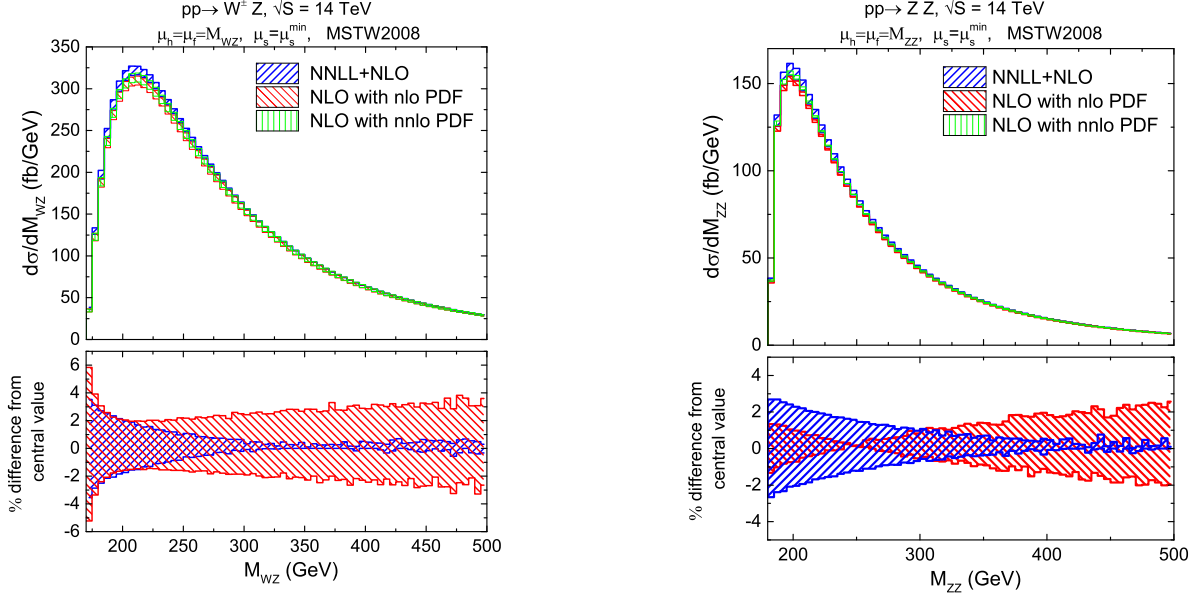 pp→ W± Z, √S = 14 TeV
μh=μf=MWZ, μs=μs^min, MSTW2008
350
300
250
200
150
100
50
0
dσ/dMWZ (fb/GeV)
NNLL+NLO
NLO with nlo PDF
NLO with nnlo PDF
6
4
2
0
-2
-4
-6
% difference from
central value
200 250 300 350 400 450 500
MWZ (GeV)
pp→ Z Z, √S = 14 TeV
μh=μf=MZZ, μs=μs^min, MSTW2008
150
100
50
0
dσ/dMZZ (fb/GeV)
NNLL+NLO
NLO with nlo PDF
NLO with nnlo PDF
4
2
0
-2
-4
% difference from
central value
200 300 400 500
MZZ (GeV)